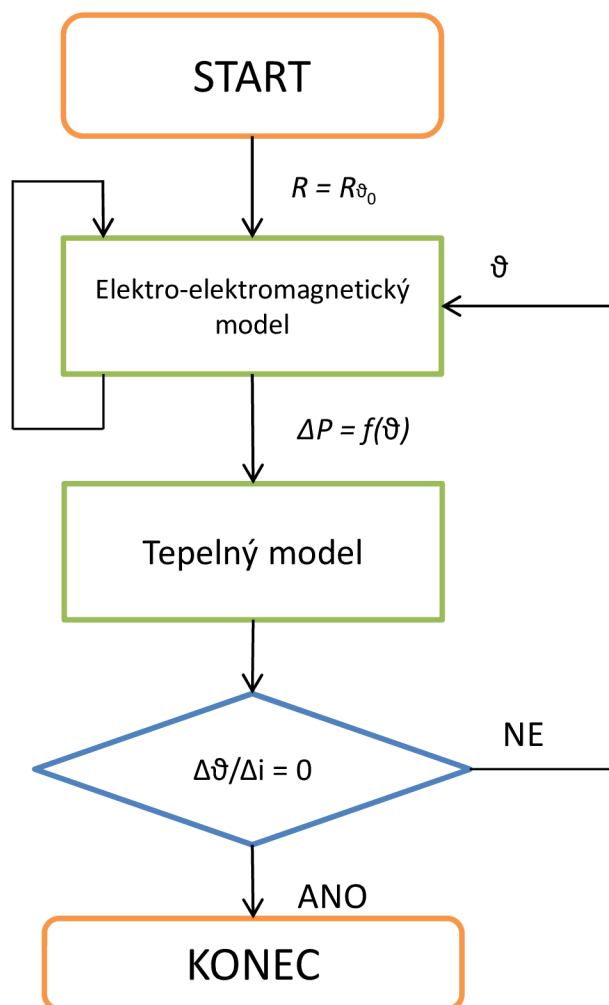 START
R = Rϑ₀
Elektro-elektromagnetický
model
ϑ
ΔP = f(ϑ)
Tepelný model
Δϑ/Δi = 0
NE
ANO
KONEC